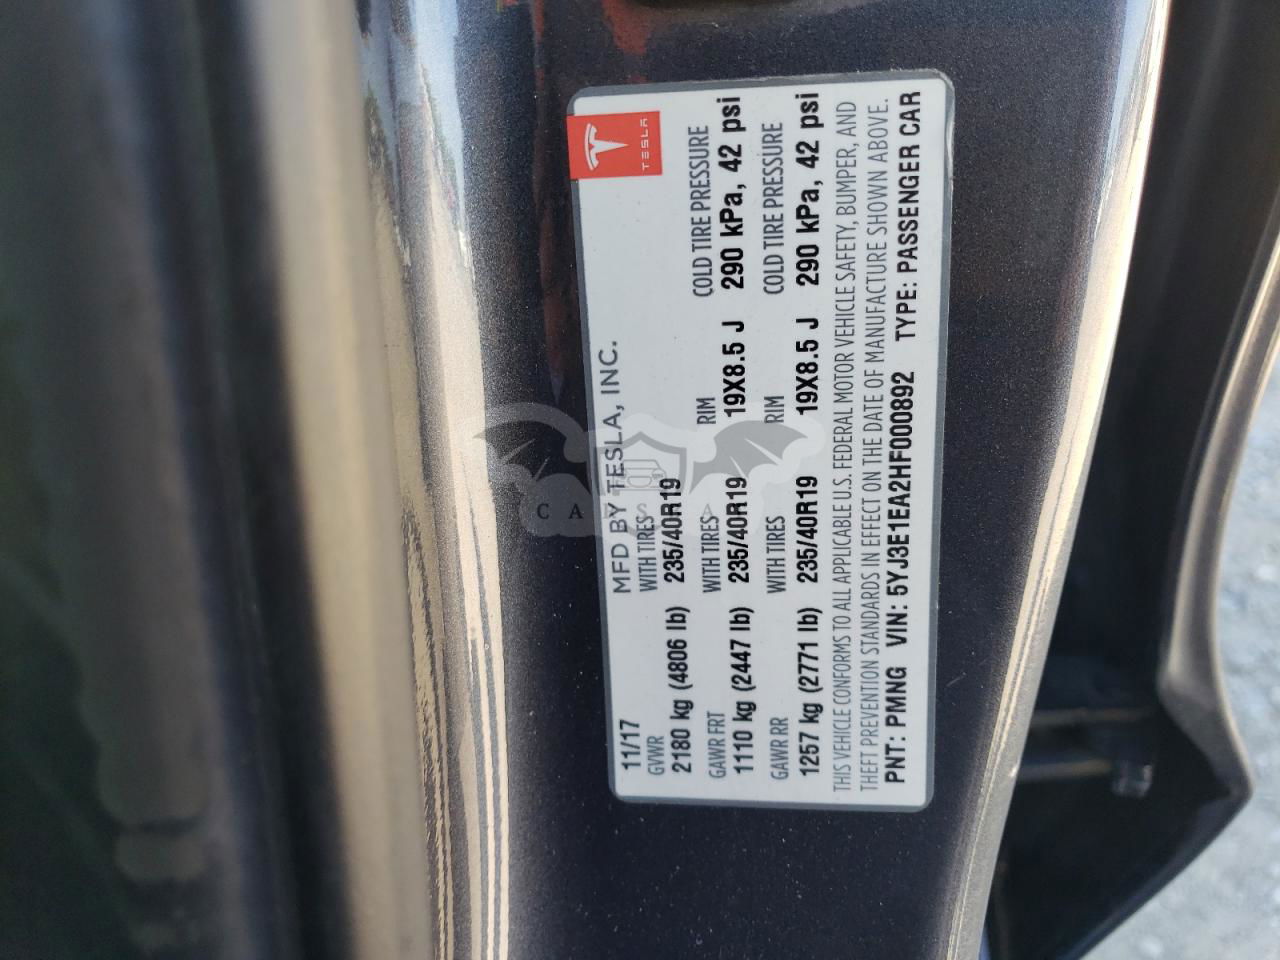 TESLA
MFD BY TESLA, INC.
11/17
GVWR WITH TIRES
2180 kg (4806 lb) 235/40R19
GAWR FRT WITH TIRES RIM COLD TIRE PRESSURE
1110 kg (2447 lb) 235/40R19 19X8.5 J 290 kPa, 42 psi
GAWR RR WITH TIRES RIM COLD TIRE PRESSURE
1257 kg (2771 lb) 235/40R19 19X8.5 J 290 kPa, 42 psi
THIS VEHICLE CONFORMS TO ALL APPLICABLE U.S. FEDERAL MOTOR VEHICLE SAFETY, BUMPER, AND
THEFT PREVENTION STANDARDS IN EFFECT ON THE DATE OF MANUFACTURE SHOWN ABOVE.
PNT: PMNG VIN: 5YJ3E1EA2HF000892 TYPE: PASSENGER CAR